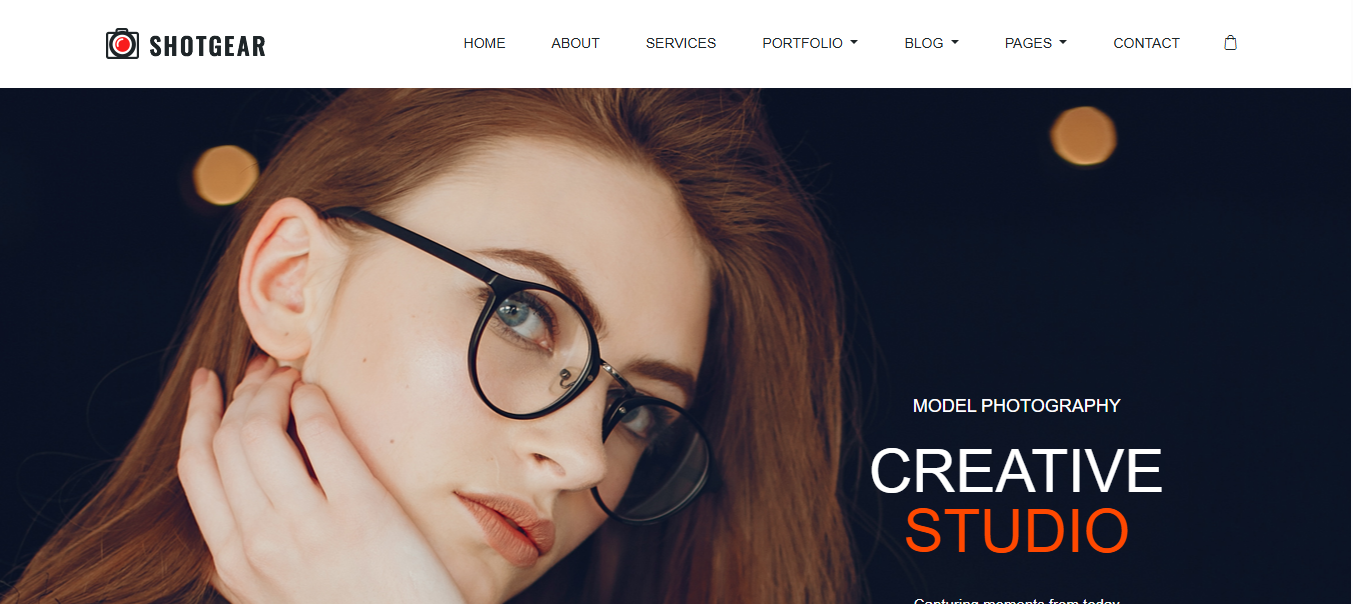 SHOTGEAR
HOME ABOUT SERVICES PORTFOLIO BLOG PAGES CONTACT
MODEL PHOTOGRAPHY
CREATIVE
STUDIO
Capturing moments from today